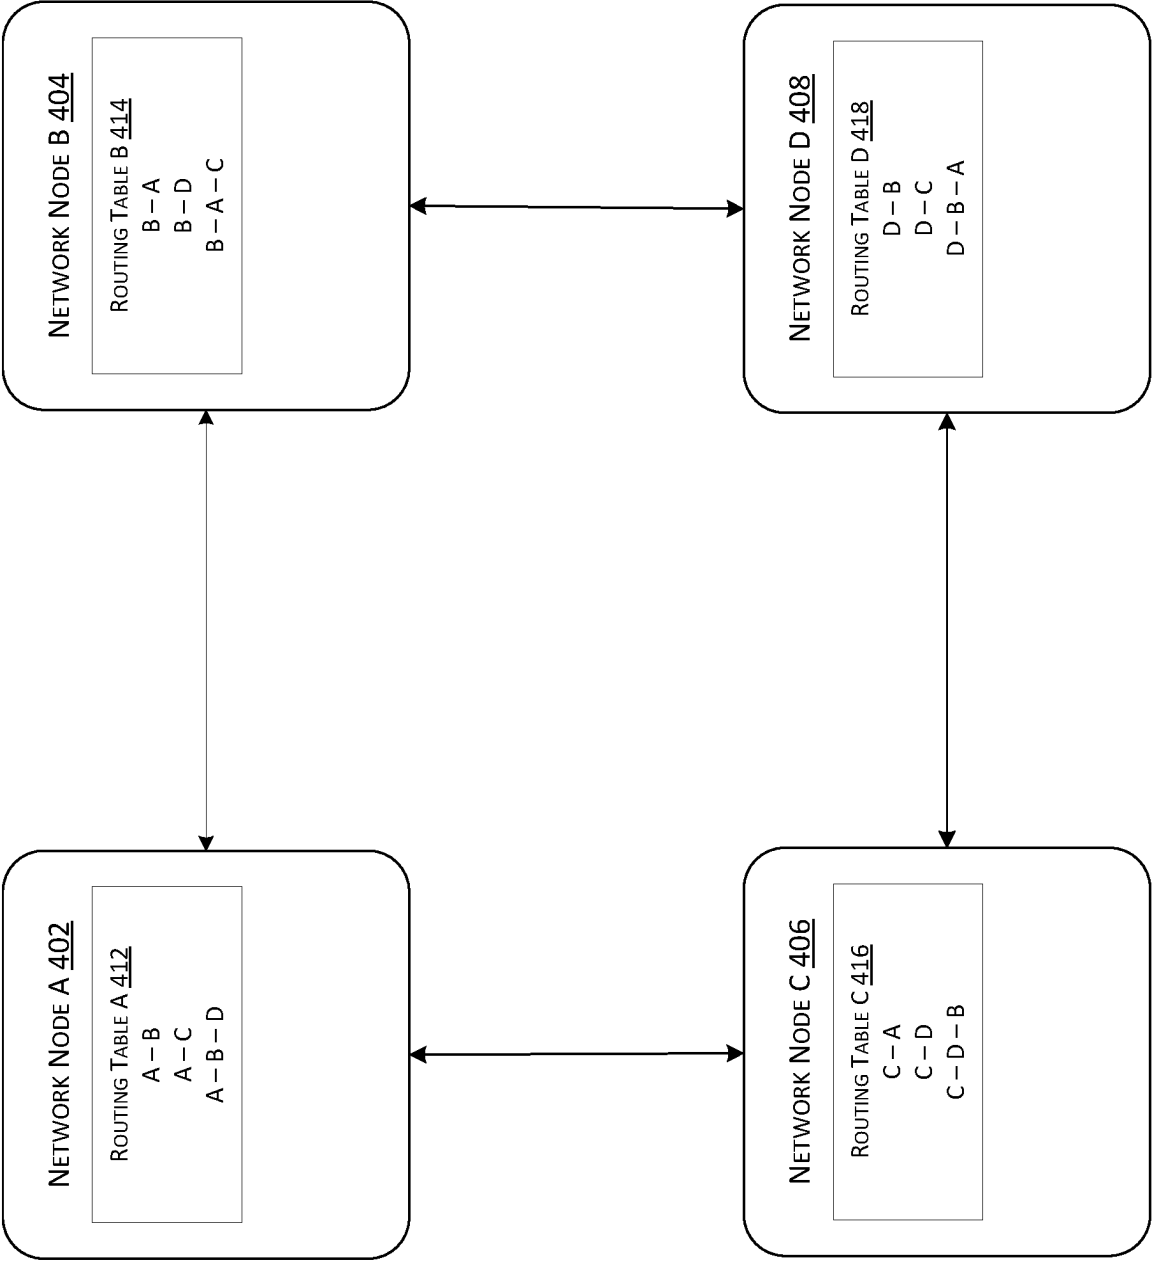 NETWORK NODE A 402
ROUTING TABLE A 412
A – B
A – C
A – B – D
NETWORK NODE B 404
ROUTING TABLE B 414
B – A
B – D
B – A – C
NETWORK NODE C 406
ROUTING TABLE C 416
C – A
C – D
C – D – B
NETWORK NODE D 408
ROUTING TABLE D 418
D – B
D – C
D – B – A